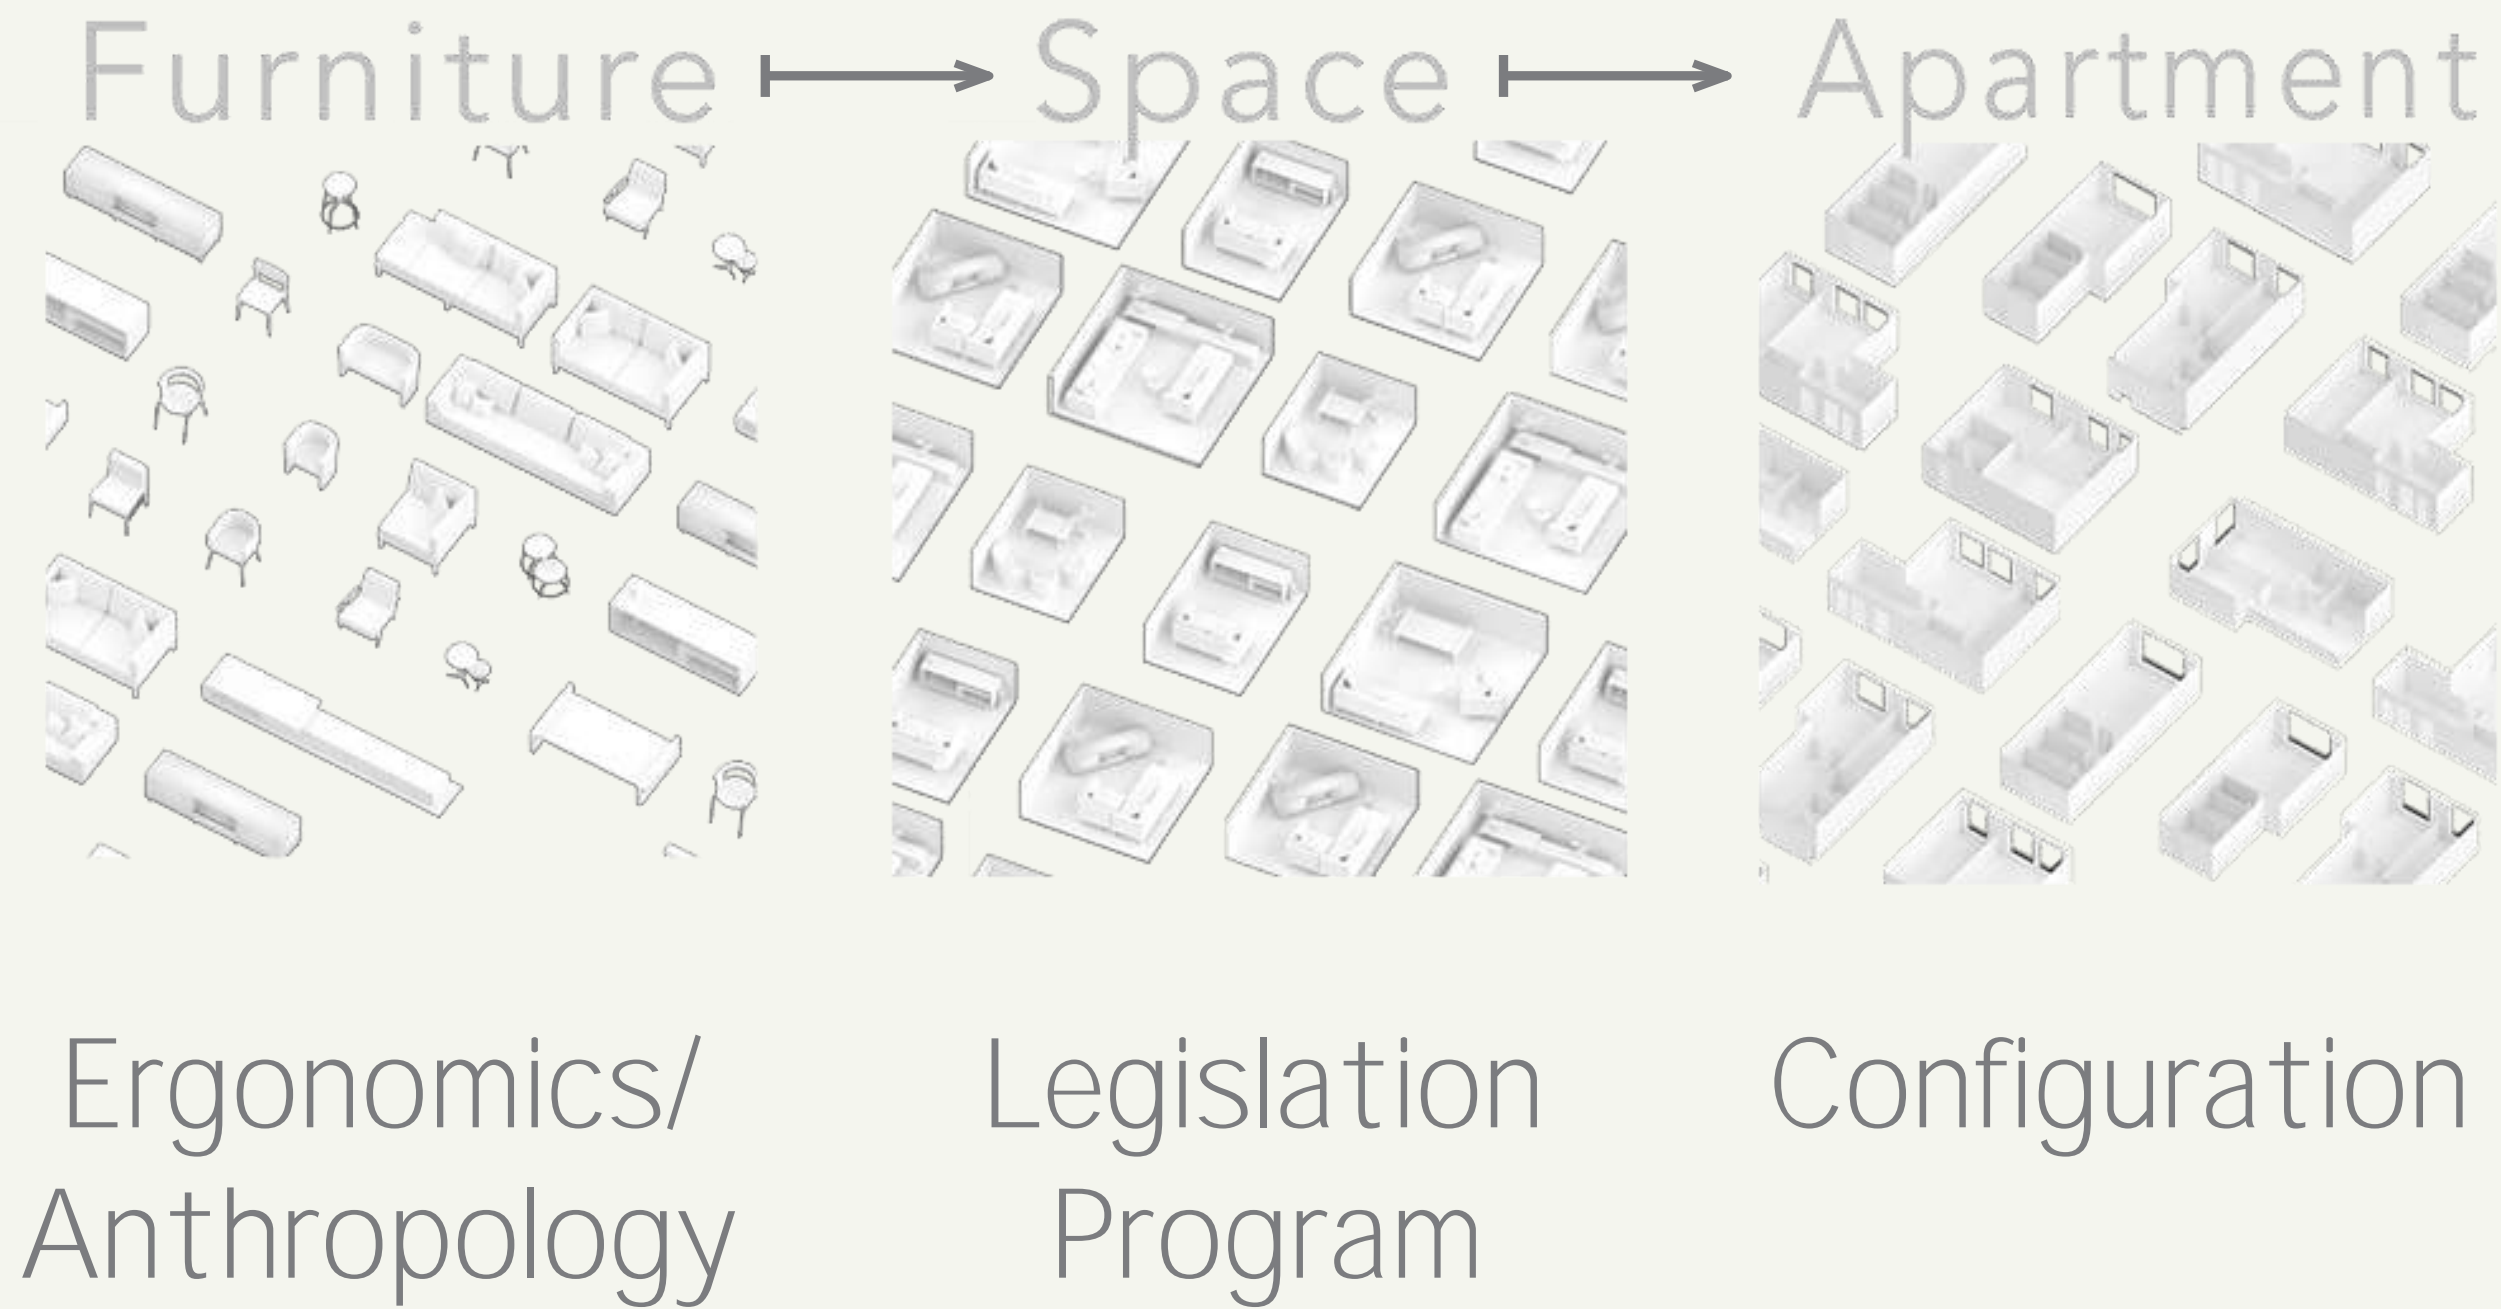 Furniture Space Apartment
Ergonomics/
Anthropology
Legislation
Program
Configuration